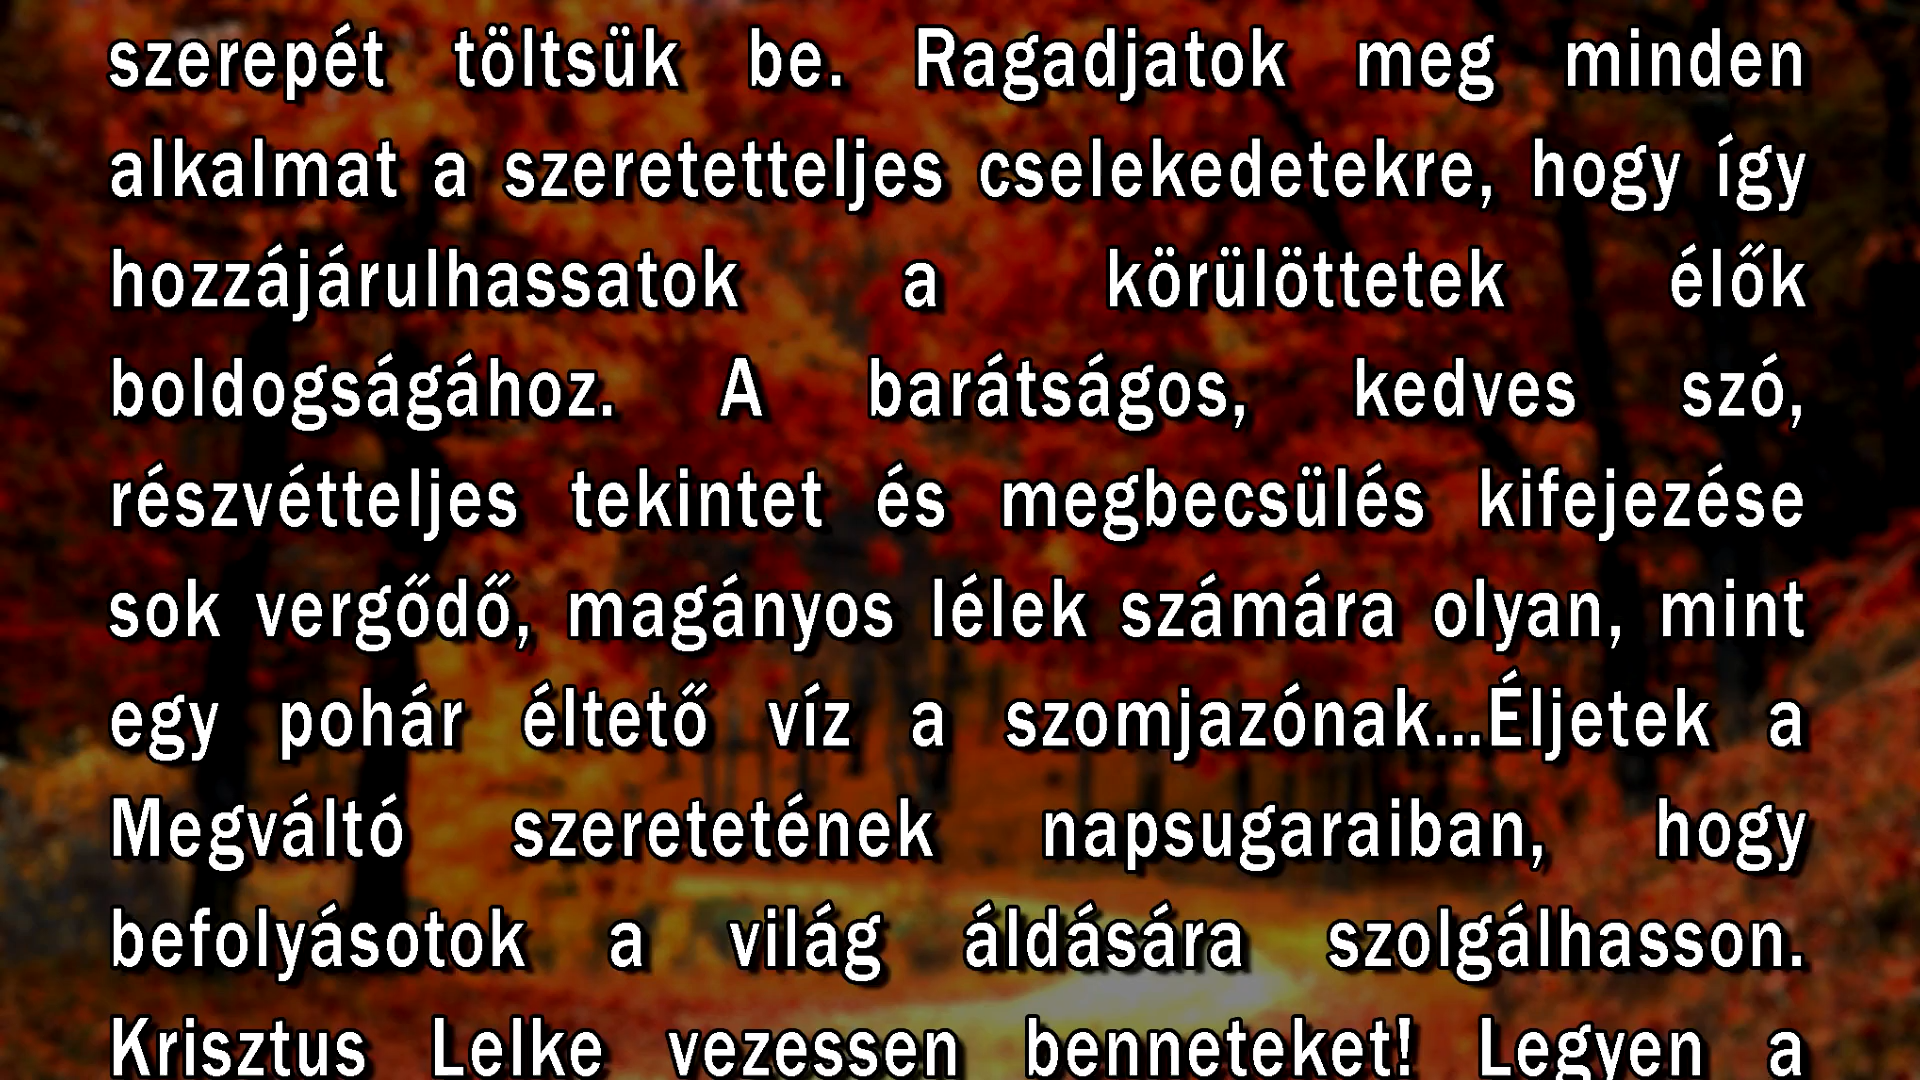 szerepét töltsük be. Ragadjatok meg minden
alkalmat a szeretetteljes cselekedetekre, hogy így
hozzájárulhassatok a körülöttetek élők
boldogságához. A barátságos, kedves szó,
részvétteljes tekintet és megbecsülés kifejezése
sok vergődő, magányos lélek számára olyan, mint
egy pohár éltető víz a szomjazónak...Éljetek a
Megváltó szeretetének napsugaraiban, hogy
befolyásotok a világ áldására szolgálhasson.
Krisztus Lelke vezessen benneteket! Legyen a